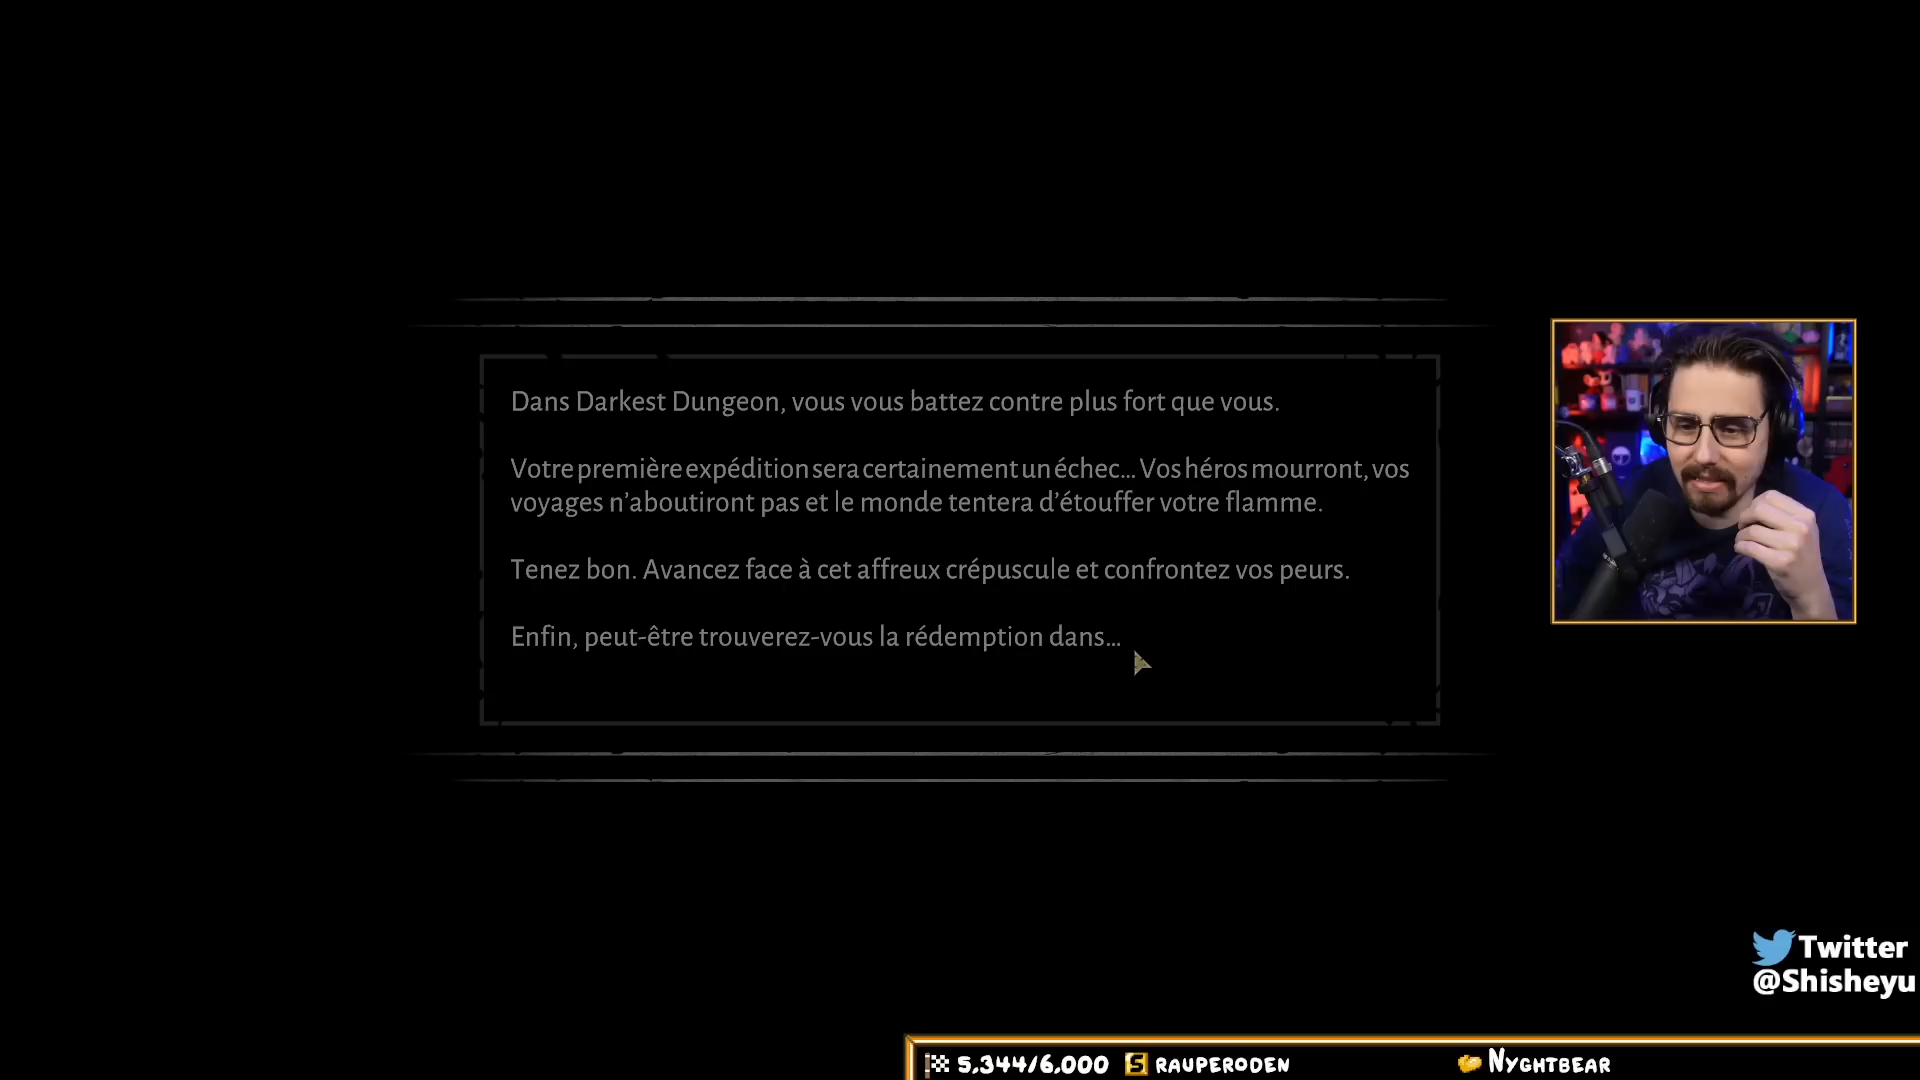 Dans Darkest Dungeon, vous vous battez contre plus fort que vous.
Votre première expédition sera certainement un échec... Vos héros mourront, vos
voyages n'aboutiront pas et le monde tentera d'étouffer votre flamme.
Tenez bon. Avancez face à cet affreux crépuscule et confrontez vos peurs.
Enfin, peut-être trouverez-vous la rédemption dans...
Twitter
@Shisheyu
5,344/6,000 S RAUPERODEN NYGHTBEAR